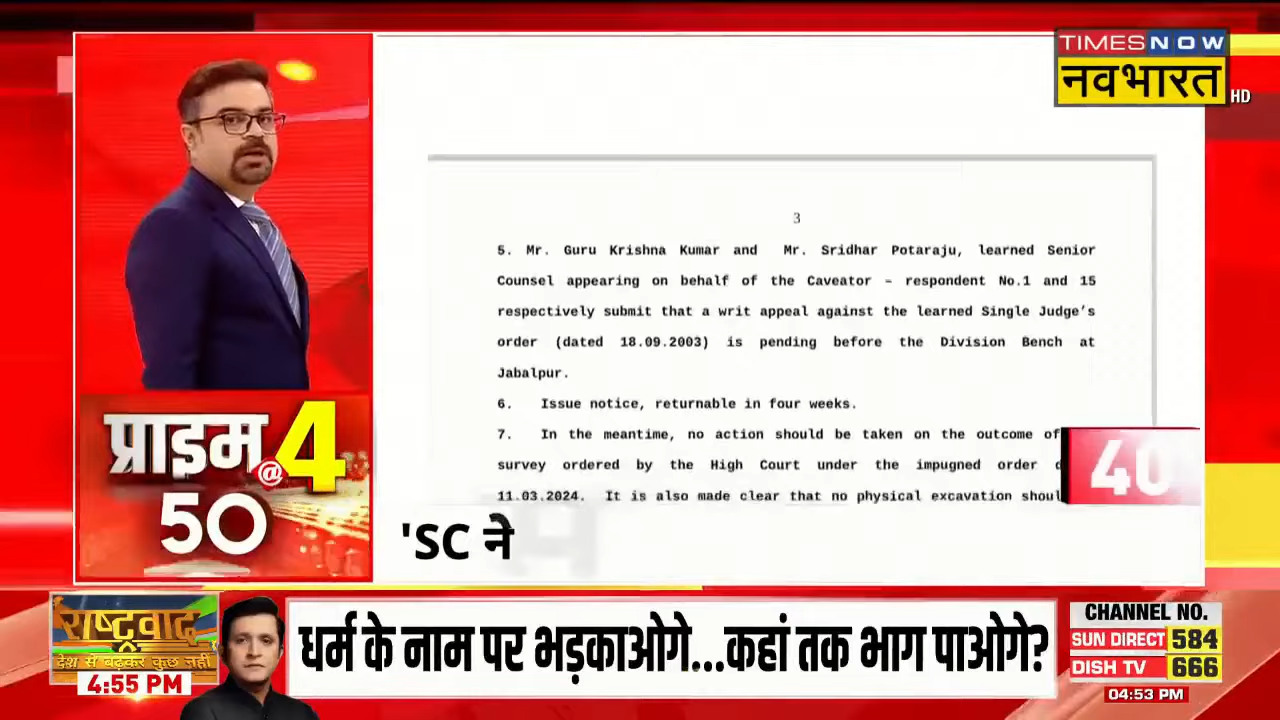 TIMES NOW
नवभारत
HD
3
5. Mr. Guru Krishna Kumar and Mr. Sridhar Potaraju, learned Senior
Counsel appearing on behalf of the Caveator – respondent No.1 and 15
respectively submit that a writ appeal against the learned Single Judge's
order (dated 18.09.2003) is pending before the Division Bench at
Jabalpur.
6. Issue notice, returnable in four weeks.
7. In the meantime, no action should be taken on the outcome of
survey ordered by the High Court under the impugned order
11.03.2024. It is also made clear that no physical excavation
40
प्राइम@4
50
'SC ने
राष्ट्रवाद
देश से बढ़कर कुछ नहीं
4:55 PM
धर्म के नाम पर भड़काओगे...कहां तक भाग पाओगे?
CHANNEL NO.
SUN DIRECT 584
DISH TV 666
04:53 PM